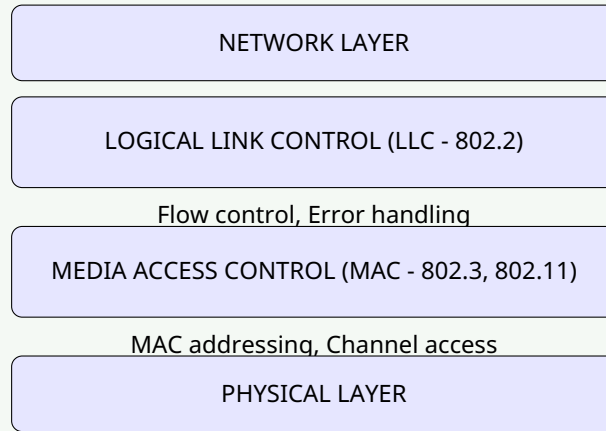 NETWORK LAYER
LOGICAL LINK CONTROL (LLC - 802.2)
Flow control, Error handling
MEDIA ACCESS CONTROL (MAC - 802.3, 802.11)
MAC addressing, Channel access
PHYSICAL LAYER